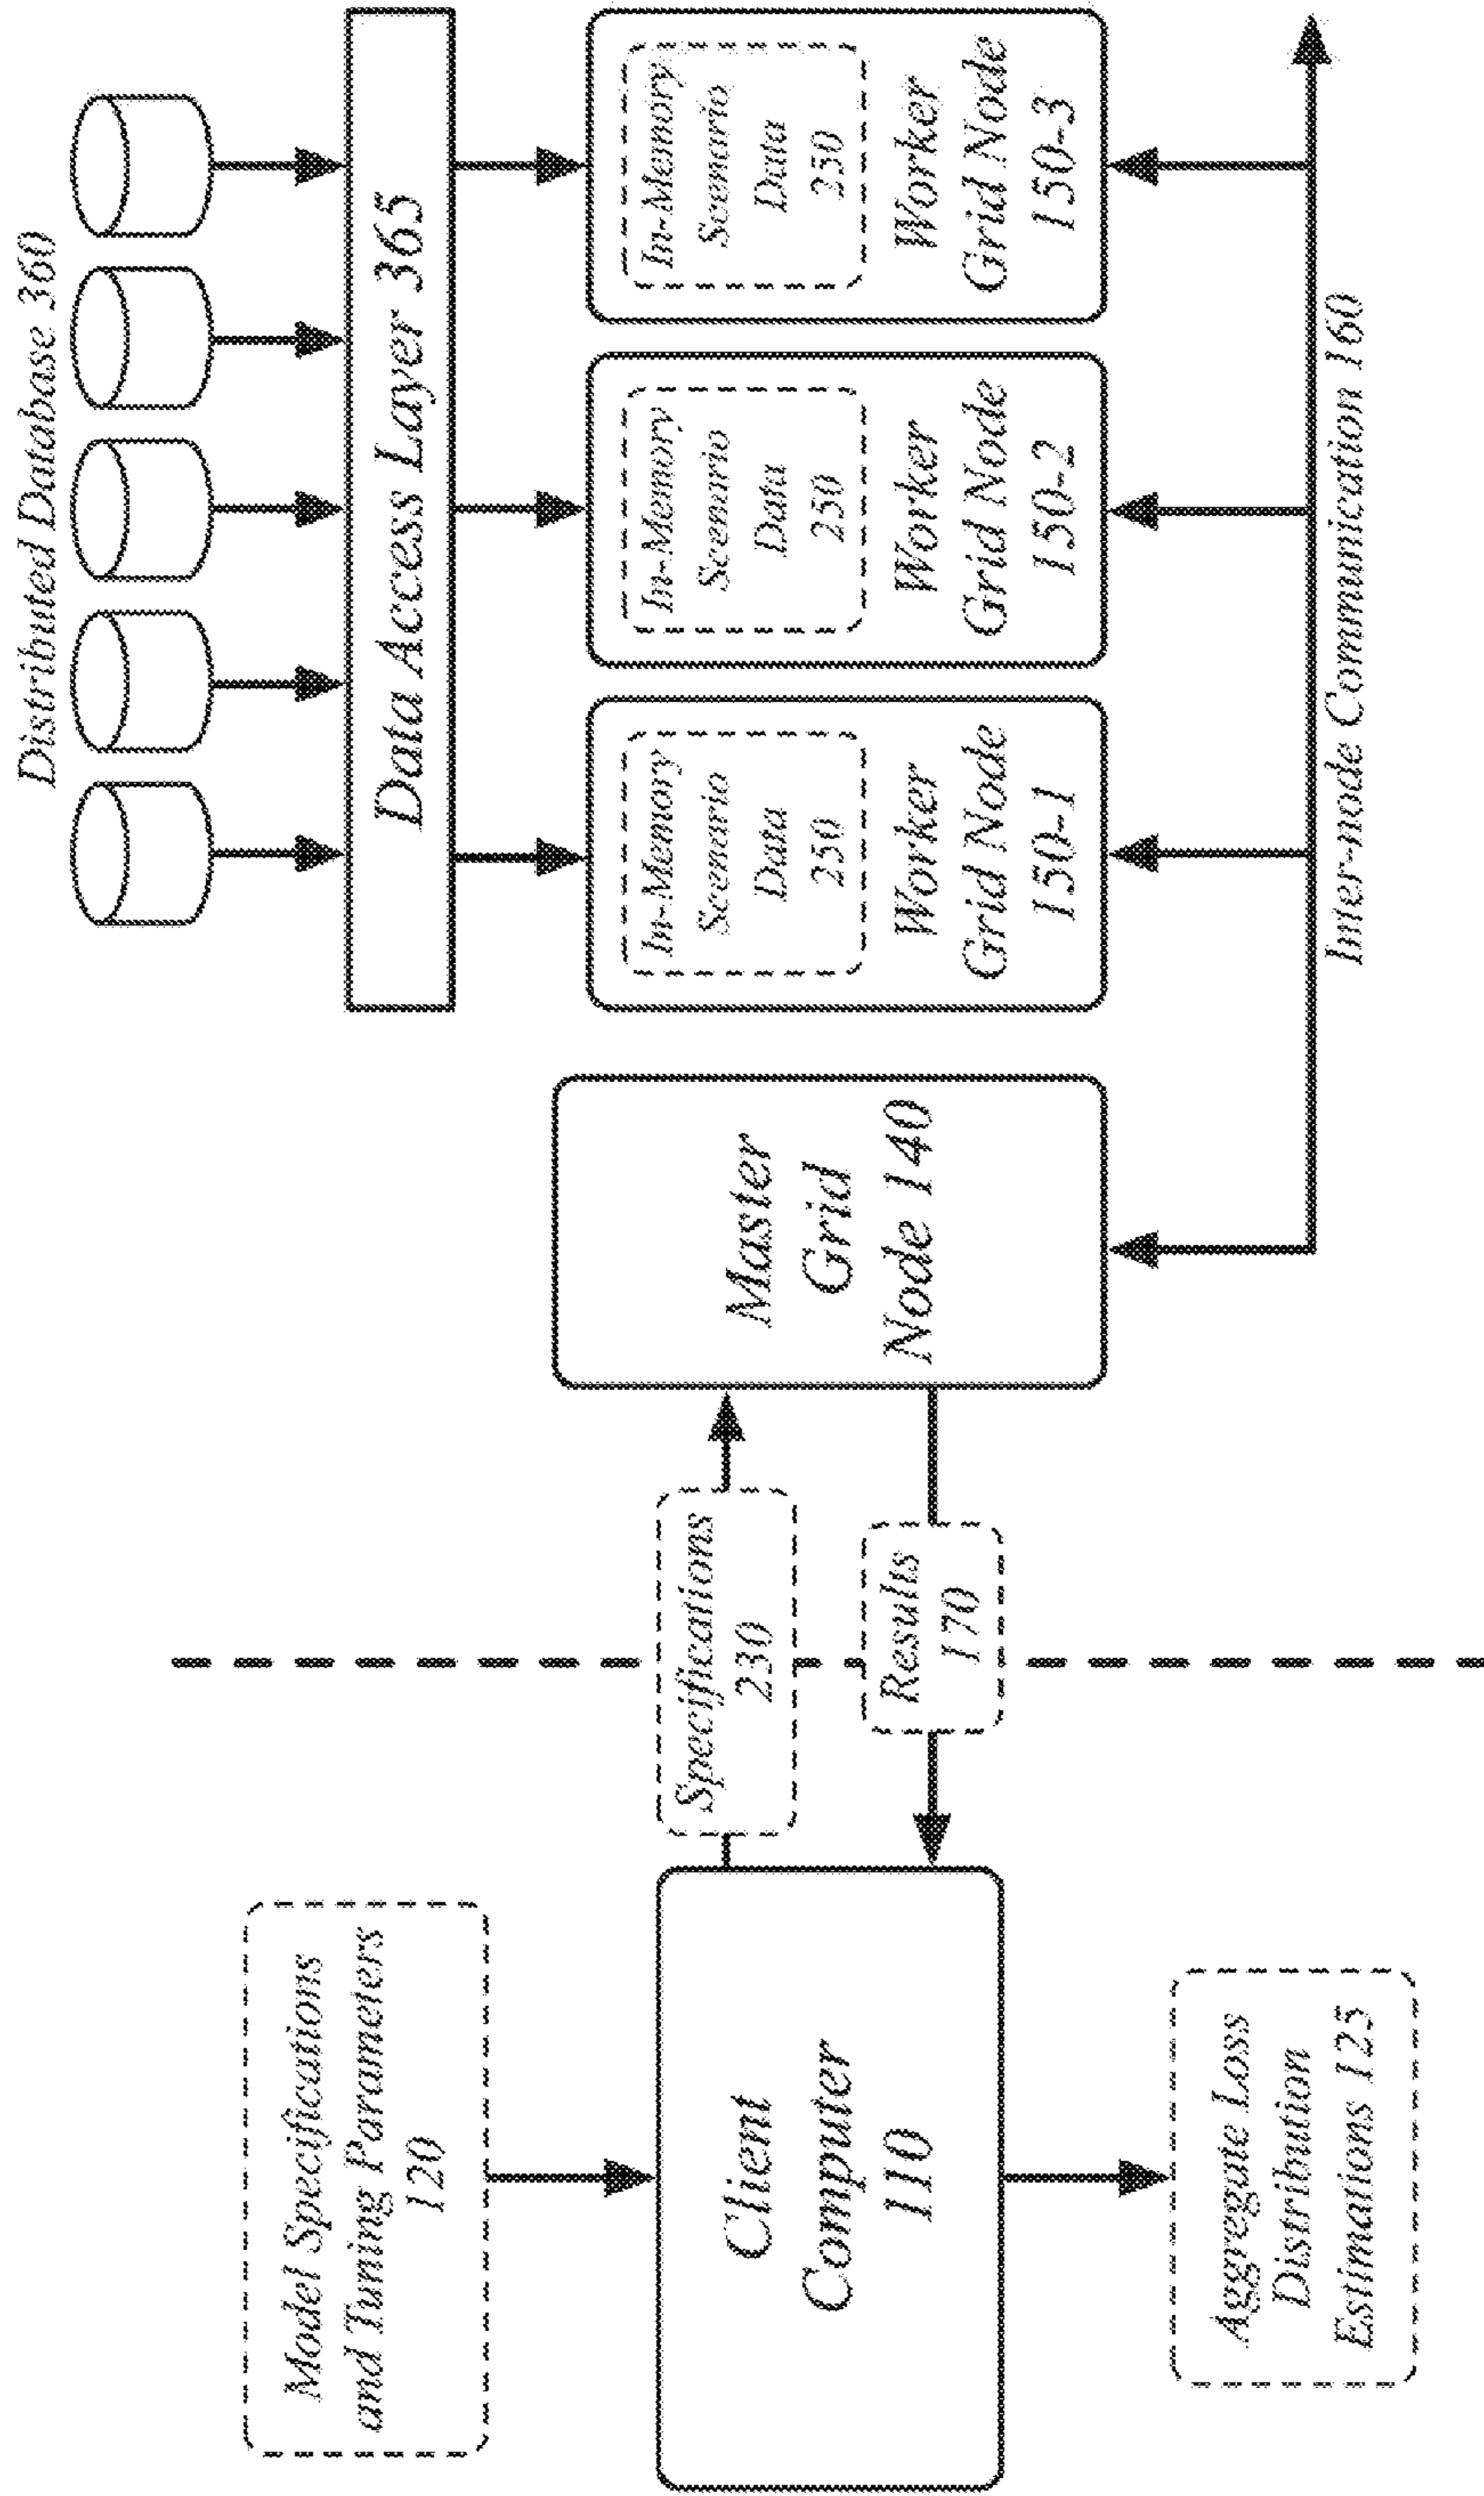 Model Specifications
and Tuning Parameters
120
Client
Computer
110
Aggregate Loss
Distribution
Estimations 125
Specifications
230
Results
170
Master
Grid
Node 140
Distributed Database 360
Data Access Layer 365
In-Memory
Scenario
Data
250
Worker
Grid Node
150-1
In-Memory
Scenario
Data
250
Worker
Grid Node
150-2
In-Memory
Scenario
Data
250
Worker
Grid Node
150-3
Inter-node Communication 160